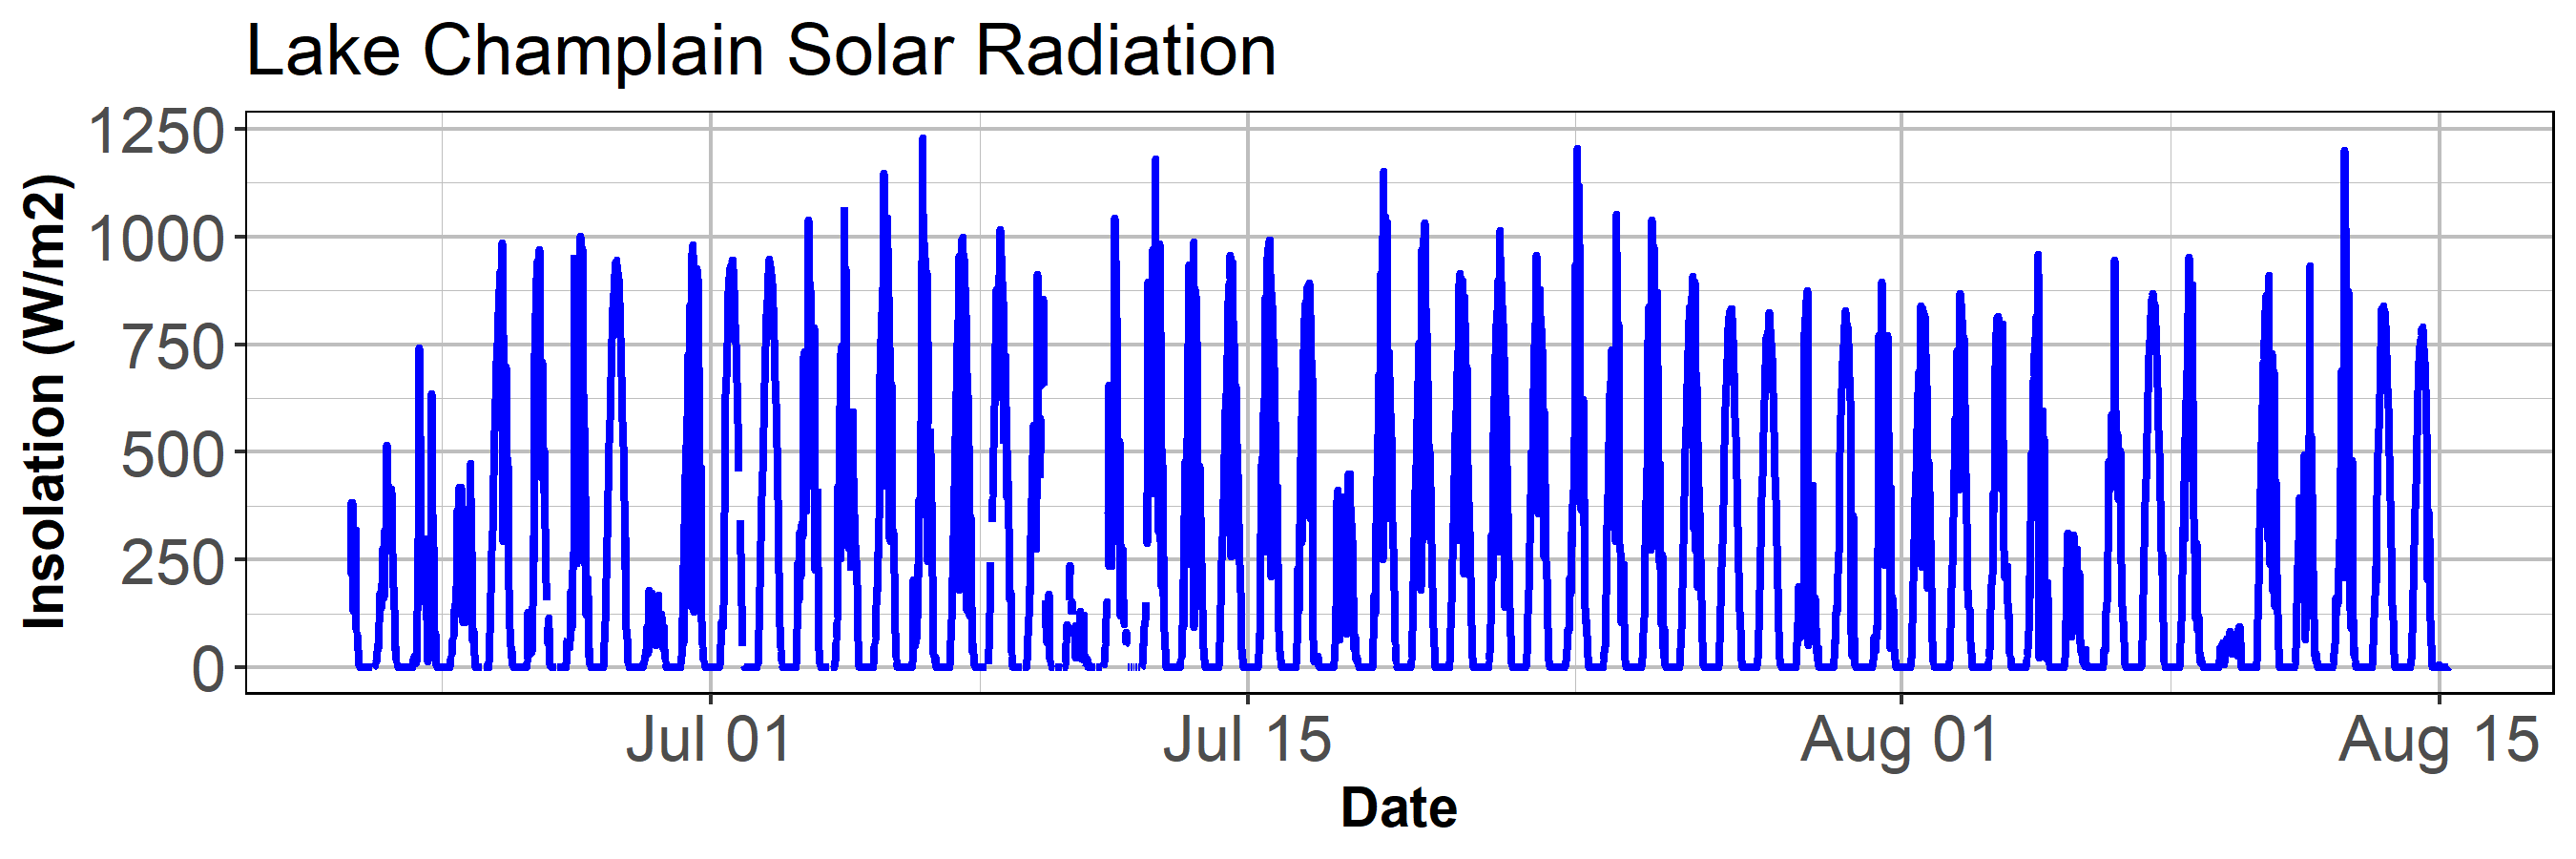 Lake Champlain Solar Radiation
1250
1000
750
500
250
0
Insolation (W/m2)
Jul 01
Jul 15
Aug 01
Aug 15
Date